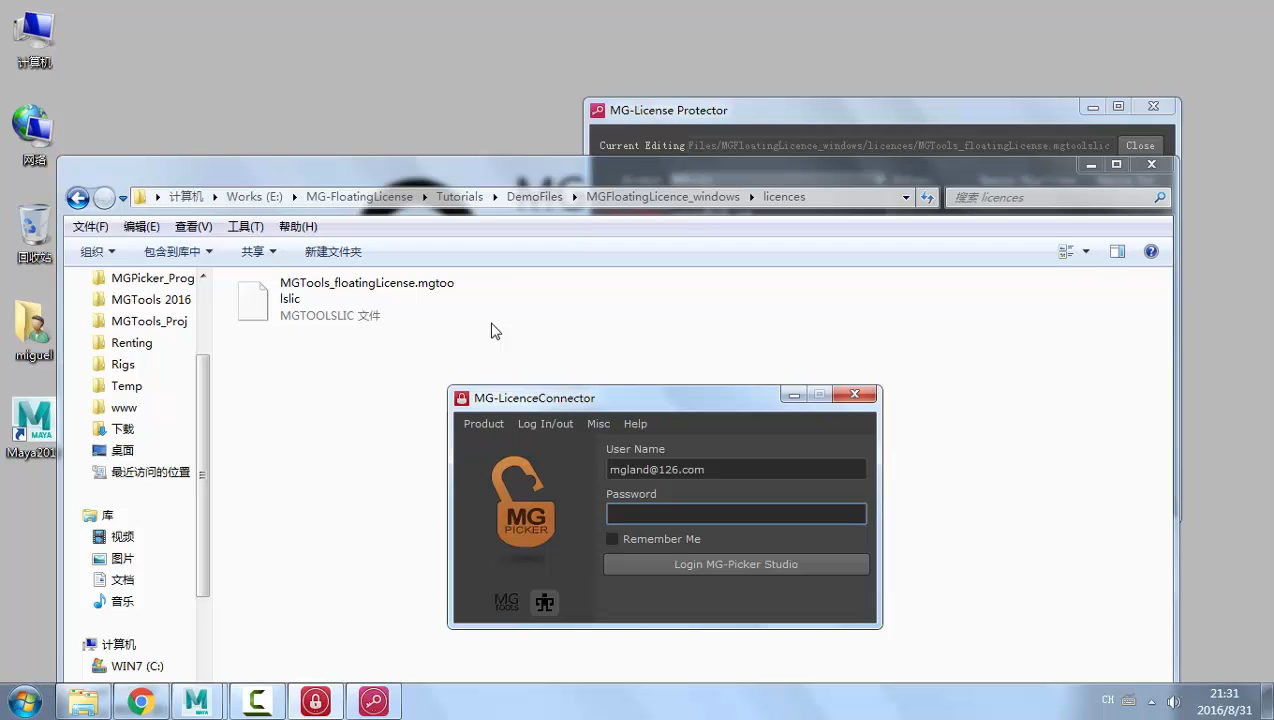 计算机
网络
回收站
miguel
Maya201
MG-License Protector
Current Editing Files/MGFloatingLicence_windows/licences/MGTools_floatingLicense.mgtoolslic Close
计算机 Works (E:) MG-FloatingLicense Tutorials DemoFiles MGFloatingLicence_windows licences 搜索 licences
文件(F) 编辑(E) 查看(V) 工具(T) 帮助(H)
组织 包含到库中 共享 新建文件夹
MGPicker_Prog
MGTools 2016
MGTools_Proj
Renting
Rigs
Temp
www
下载
桌面
最近访问的位置
库
视频
图片
文档
音乐
计算机
WIN7 (C:)
MGTools_floatingLicense.mgtoo
lslic
MGTOOLSLIC 文件
MG-LicenceConnector
Product Log In/out Misc Help
User Name
mgland@126.com
Password
Remember Me
Login MG-Picker Studio
MG
PICKER
MG
TOOLS
MAYA
CH
21:31
2016/8/31